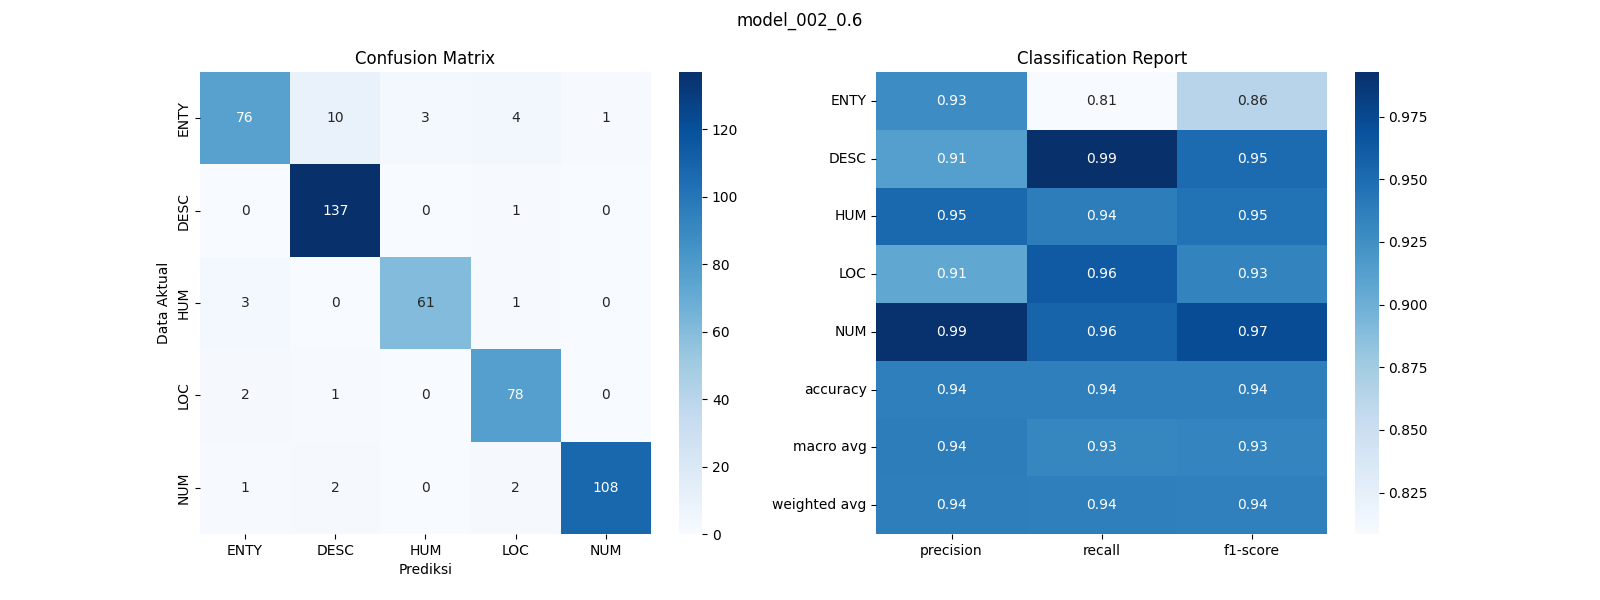 model_002_0.6
Confusion Matrix
Data Aktual
ENTY 76 10 3 4 1
DESC 0 137 0 1 0
HUM 3 0 61 1 0
LOC 2 1 0 78 0
NUM 1 2 0 2 108
ENTY DESC HUM LOC NUM
Prediksi
120
100
80
60
40
20
0
Classification Report
ENTY 0.93 0.81 0.86
DESC 0.91 0.99 0.95
HUM 0.95 0.94 0.95
LOC 0.91 0.96 0.93
NUM 0.99 0.96 0.97
accuracy 0.94 0.94 0.94
macro avg 0.94 0.93 0.93
weighted avg 0.94 0.94 0.94
precision recall f1-score
0.975
0.950
0.925
0.900
0.875
0.850
0.825